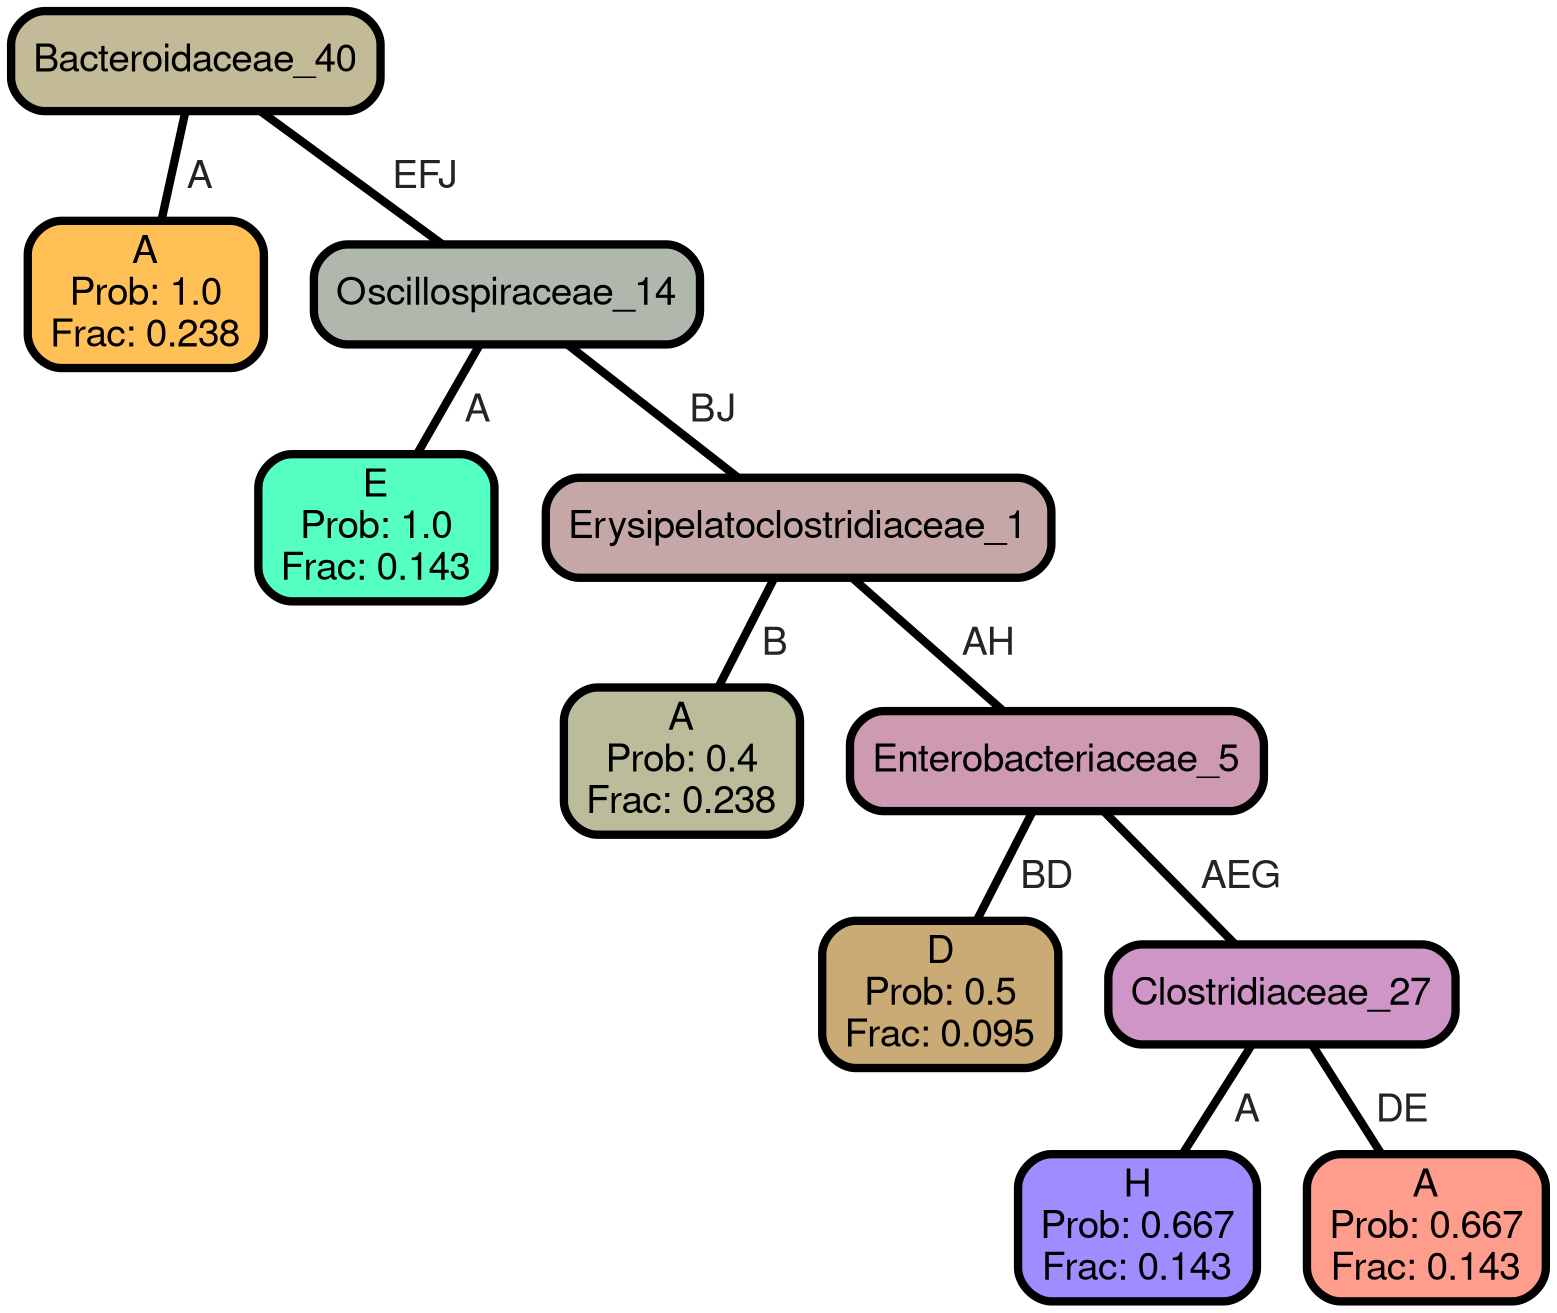 Bacteroidaceae_40
A
EFJ
A
Prob: 1.0
Frac: 0.238
Oscillospiraceae_14
A
BJ
E
Prob: 1.0
Frac: 0.143
Erysipelatoclostridiaceae_1
B
AH
A
Prob: 0.4
Frac: 0.238
Enterobacteriaceae_5
BD
AEG
D
Prob: 0.5
Frac: 0.095
Clostridiaceae_27
A
DE
H
Prob: 0.667
Frac: 0.143
A
Prob: 0.667
Frac: 0.143